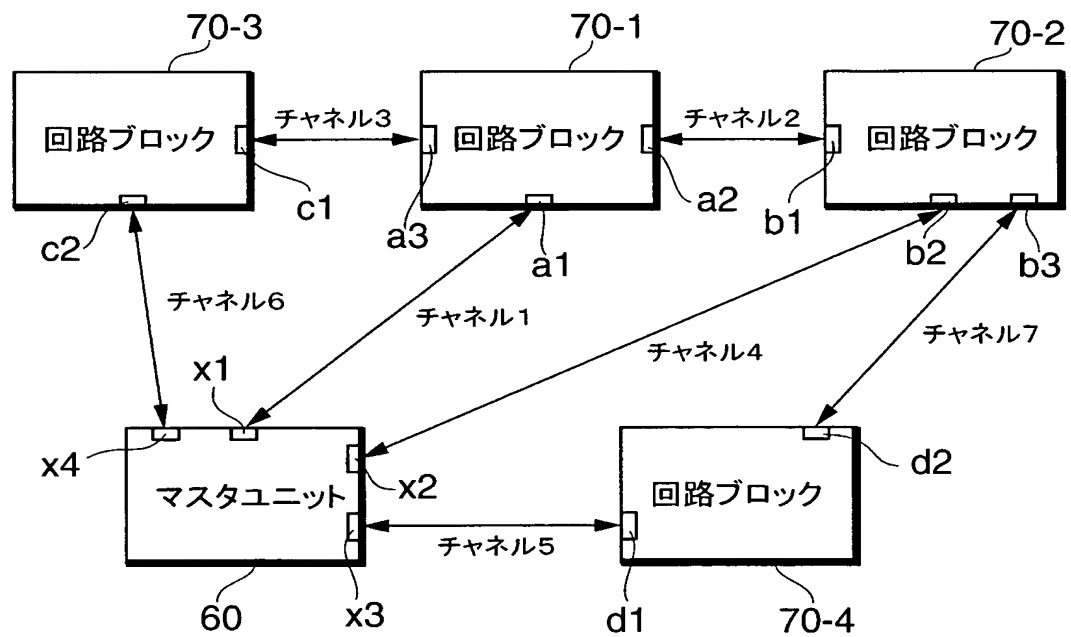 70-3
70-1
70-2
回路ブロック
チャネル3
回路ブロック
チャネル2
回路ブロック
c1
a3
a2
b1
c2
a1
b2
b3
チャネル6
チャネル1
チャネル4
チャネル7
x1
x4
x2
d2
マスタユニット
回路ブロック
チャネル5
60
x3
d1
70-4